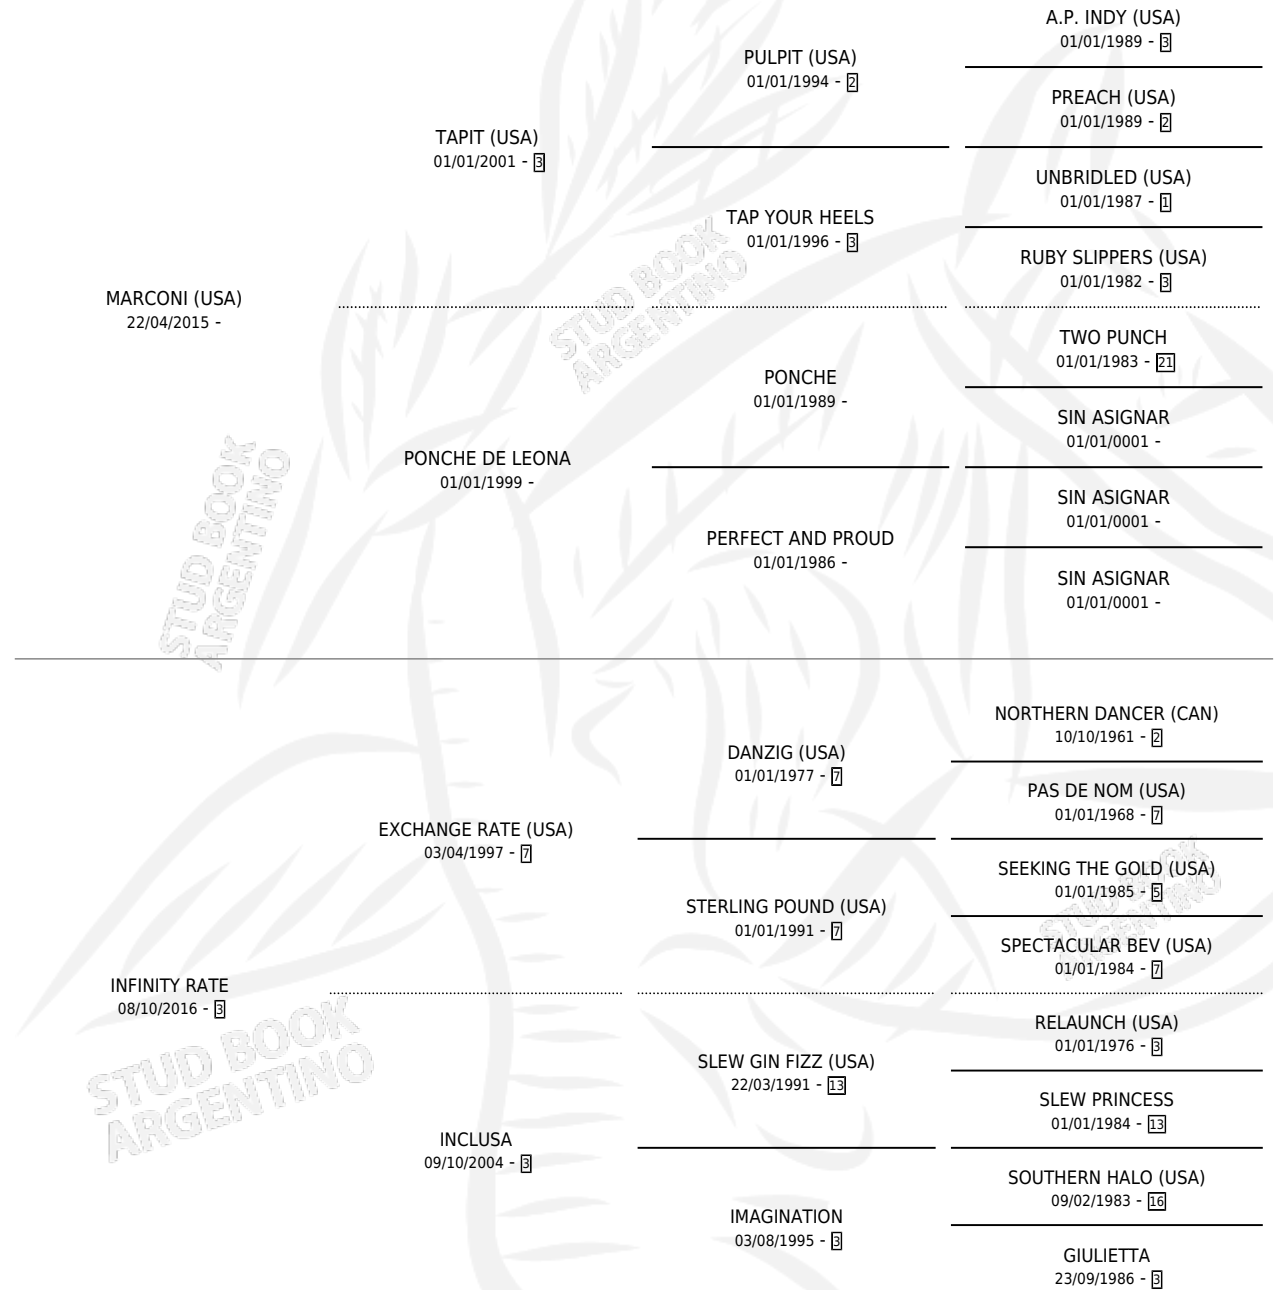 A.P. INDY (USA)
01/01/1989 - 3
PULPIT (USA)
01/01/1994 - 2
PREACH (USA)
01/01/1989 - 2
TAPIT (USA)
01/01/2001 - 3
UNBRIDLED (USA)
01/01/1987 - 1
TAP YOUR HEELS
01/01/1996 - 3
RUBY SLIPPERS (USA)
01/01/1982 - 3
MARCONI (USA)
22/04/2015 -
TWO PUNCH
01/01/1983 - 21
PONCHE
01/01/1989 -
SIN ASIGNAR
01/01/0001 -
PONCHE DE LEONA
01/01/1999 -
SIN ASIGNAR
01/01/0001 -
PERFECT AND PROUD
01/01/1986 -
SIN ASIGNAR
01/01/0001 -
NORTHERN DANCER (CAN)
10/10/1961 - 2
DANZIG (USA)
01/01/1977 - 7
PAS DE NOM (USA)
01/01/1968 - 7
EXCHANGE RATE (USA)
03/04/1997 - 7
SEEKING THE GOLD (USA)
01/01/1985 - 5
STERLING POUND (USA)
01/01/1991 - 7
SPECTACULAR BEV (USA)
01/01/1984 - 7
INFINITY RATE
08/10/2016 - 3
RELAUNCH (USA)
01/01/1976 - 3
SLEW GIN FIZZ (USA)
22/03/1991 - 13
SLEW PRINCESS
01/01/1984 - 13
INCLUSA
09/10/2004 - 3
SOUTHERN HALO (USA)
09/02/1983 - 16
IMAGINATION
03/08/1995 - 3
GIULIETTA
23/09/1986 - 3
STUD BOOK
ARGENTINO
STUD BOOK
ARGENTINO
STUD BOOK
ARGENTINO
STUD BOOK
ARGENTINO